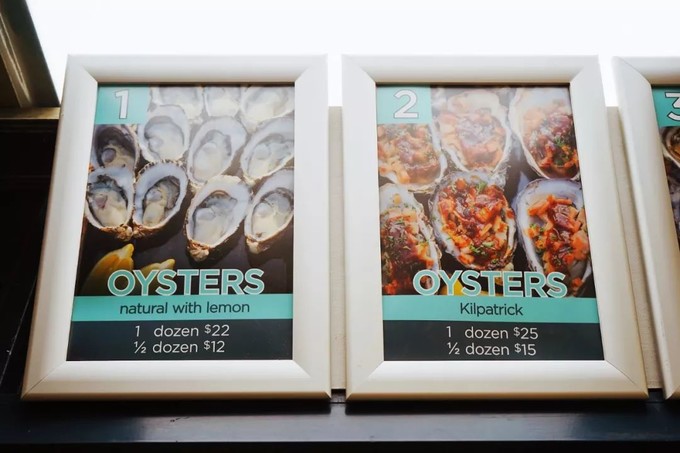 1
OYSTERS
natural with lemon
1 dozen $22
½ dozen $12
2
OYSTERS
Kilpatrick
1 dozen $25
½ dozen $15
3